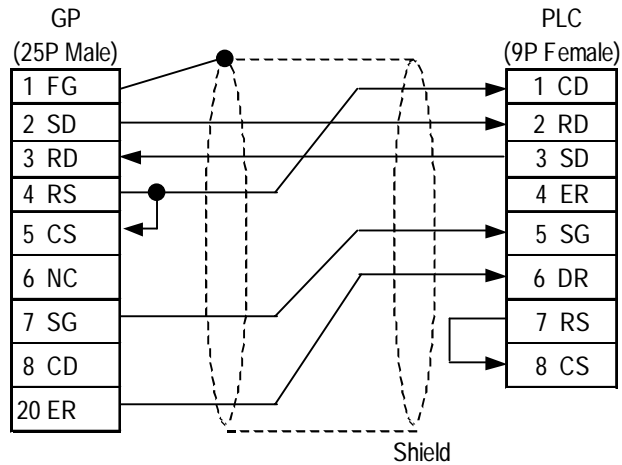 GP
(25P Male)
1 FG
2 SD
3 RD
4 RS
5 CS
6 NC
7 SG
8 CD
20 ER
PLC
(9P Female)
1 CD
2 RD
3 SD
4 ER
5 SG
6 DR
7 RS
8 CS
Shield